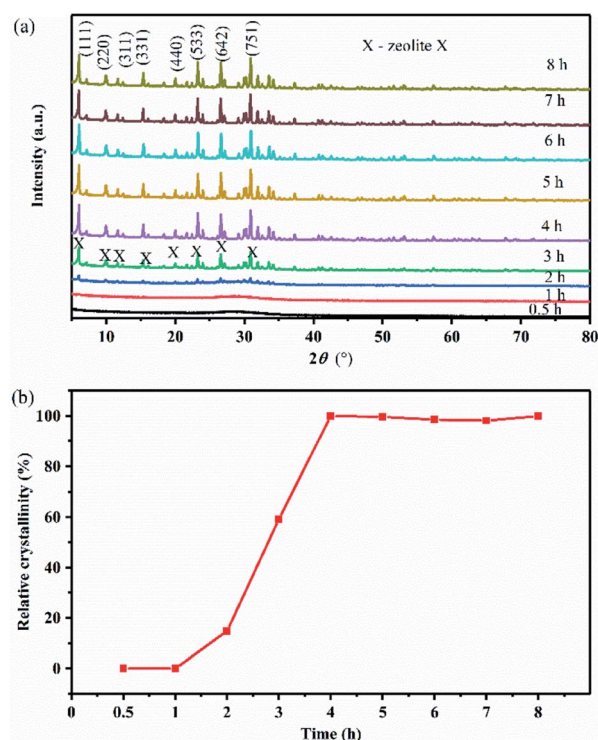 (a)
(111)
(220)
(311)
(331)
(440)
(533)
(642)
(751)
X - zeolite X
8 h
7 h
6 h
5 h
4 h
3 h
2 h
1 h
0.5 h
X X X X X X X X
Intensity (a.u.)
10 20 30 40 50 60 70 80
2θ (°)
(b)
100
80
60
40
20
0
Relative crystallinity (%)
0 0.5 1 2 3 4 5 6 7 8
Time (h)